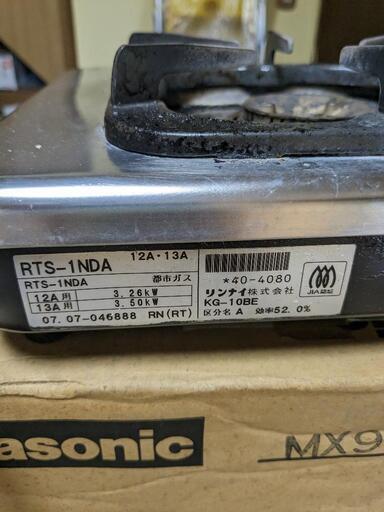 RTS-1NDA 12A・13A
RTS-1NDA 都市ガス
12A用 3.26kW
13A用 3.50kW
07.07-046888 RN(RT)
*40-4080
リンナイ株式会社
KG-10BE
区分名 A 効率52.0%
JIA認証
asonic MX9